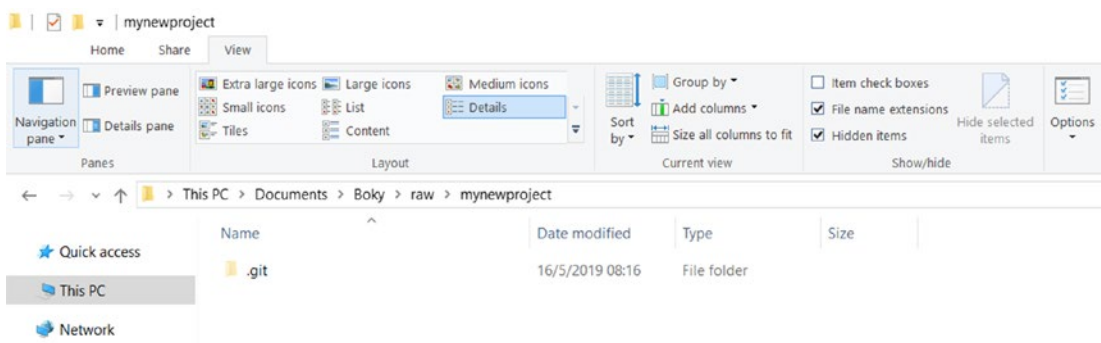 mynewproject
Home Share View
Preview pane
Details pane
Navigation pane
Panes
Extra large icons Large icons Medium icons
Small icons List Details
Tiles Content
Layout
Sort by
Group by
Add columns
Size all columns to fit
Current view
Item check boxes
File name extensions
Hidden items
Hide selected items
Show/hide
Options
This PC > Documents > Boky > raw > mynewproject
Name Date modified Type Size
Quick access
.git 16/5/2019 08:16 File folder
This PC
Network